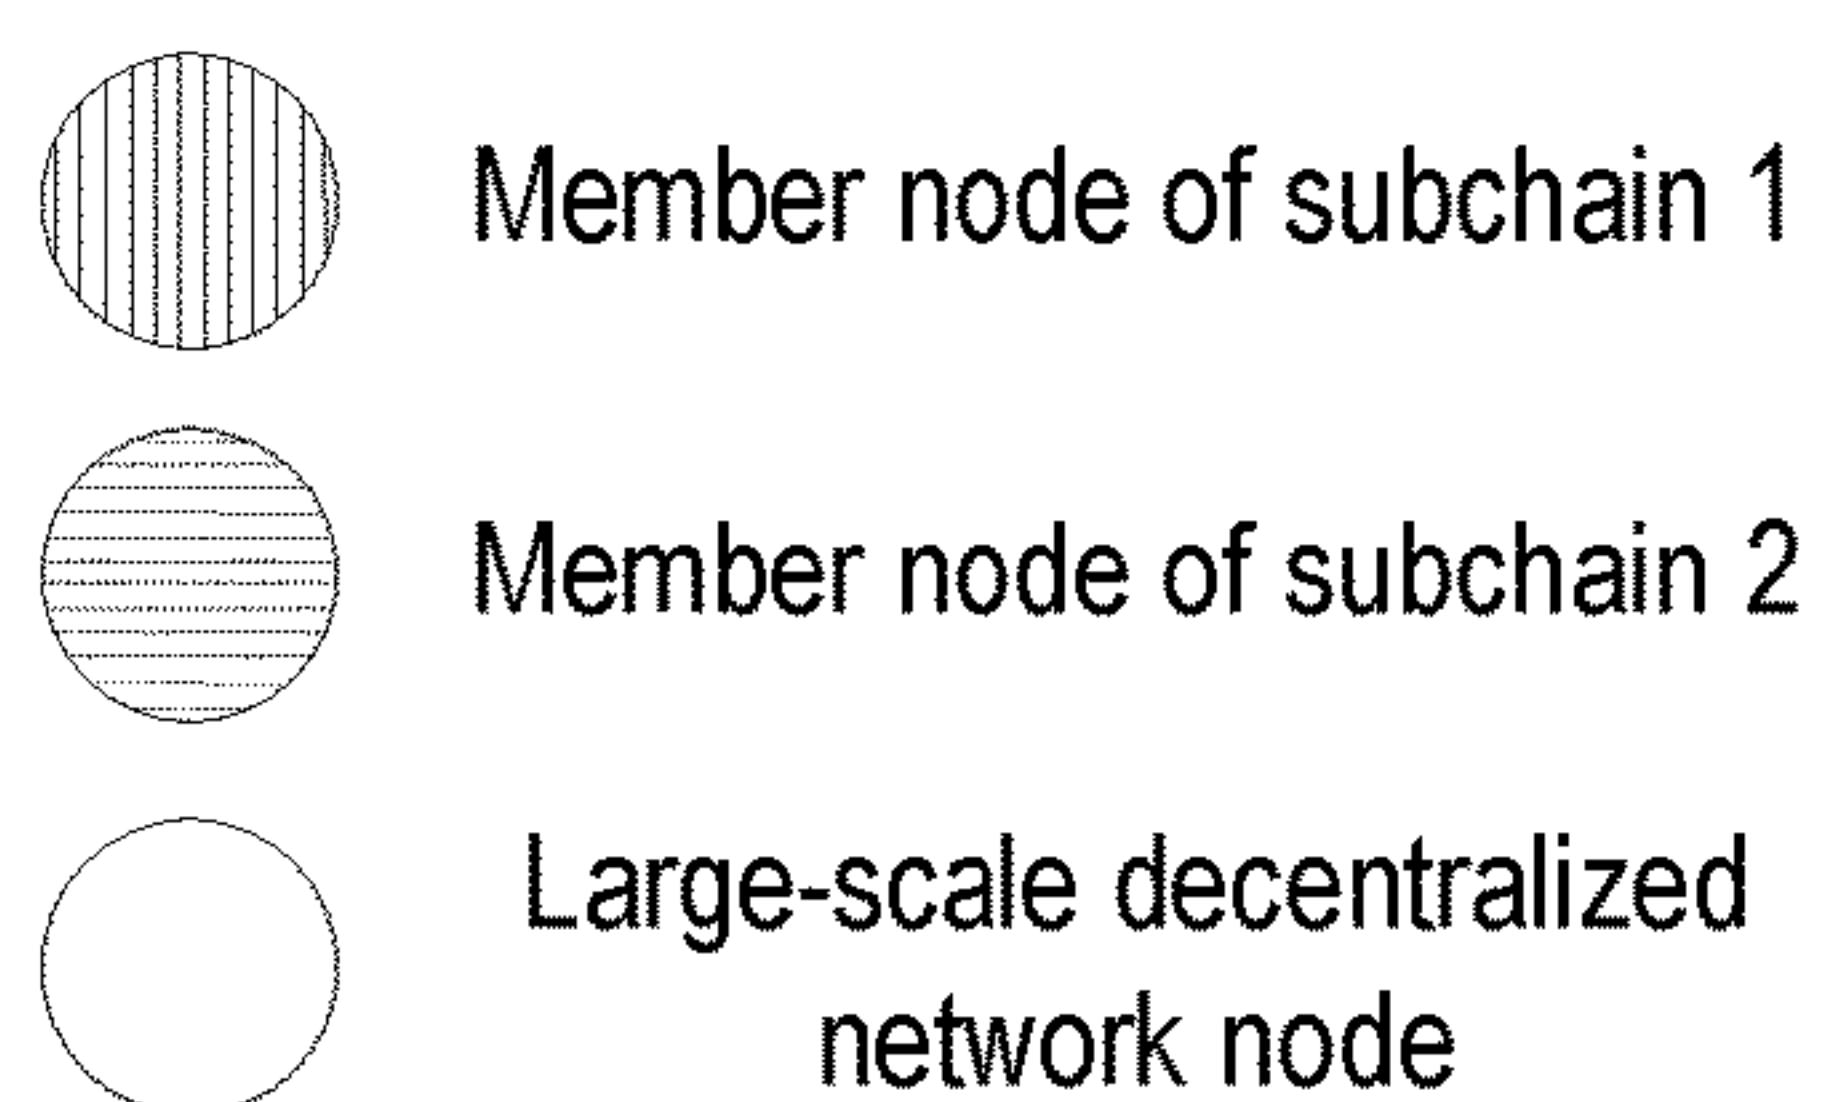 Member node of subchain 1
Member node of subchain 2
Large-scale decentralized
network node